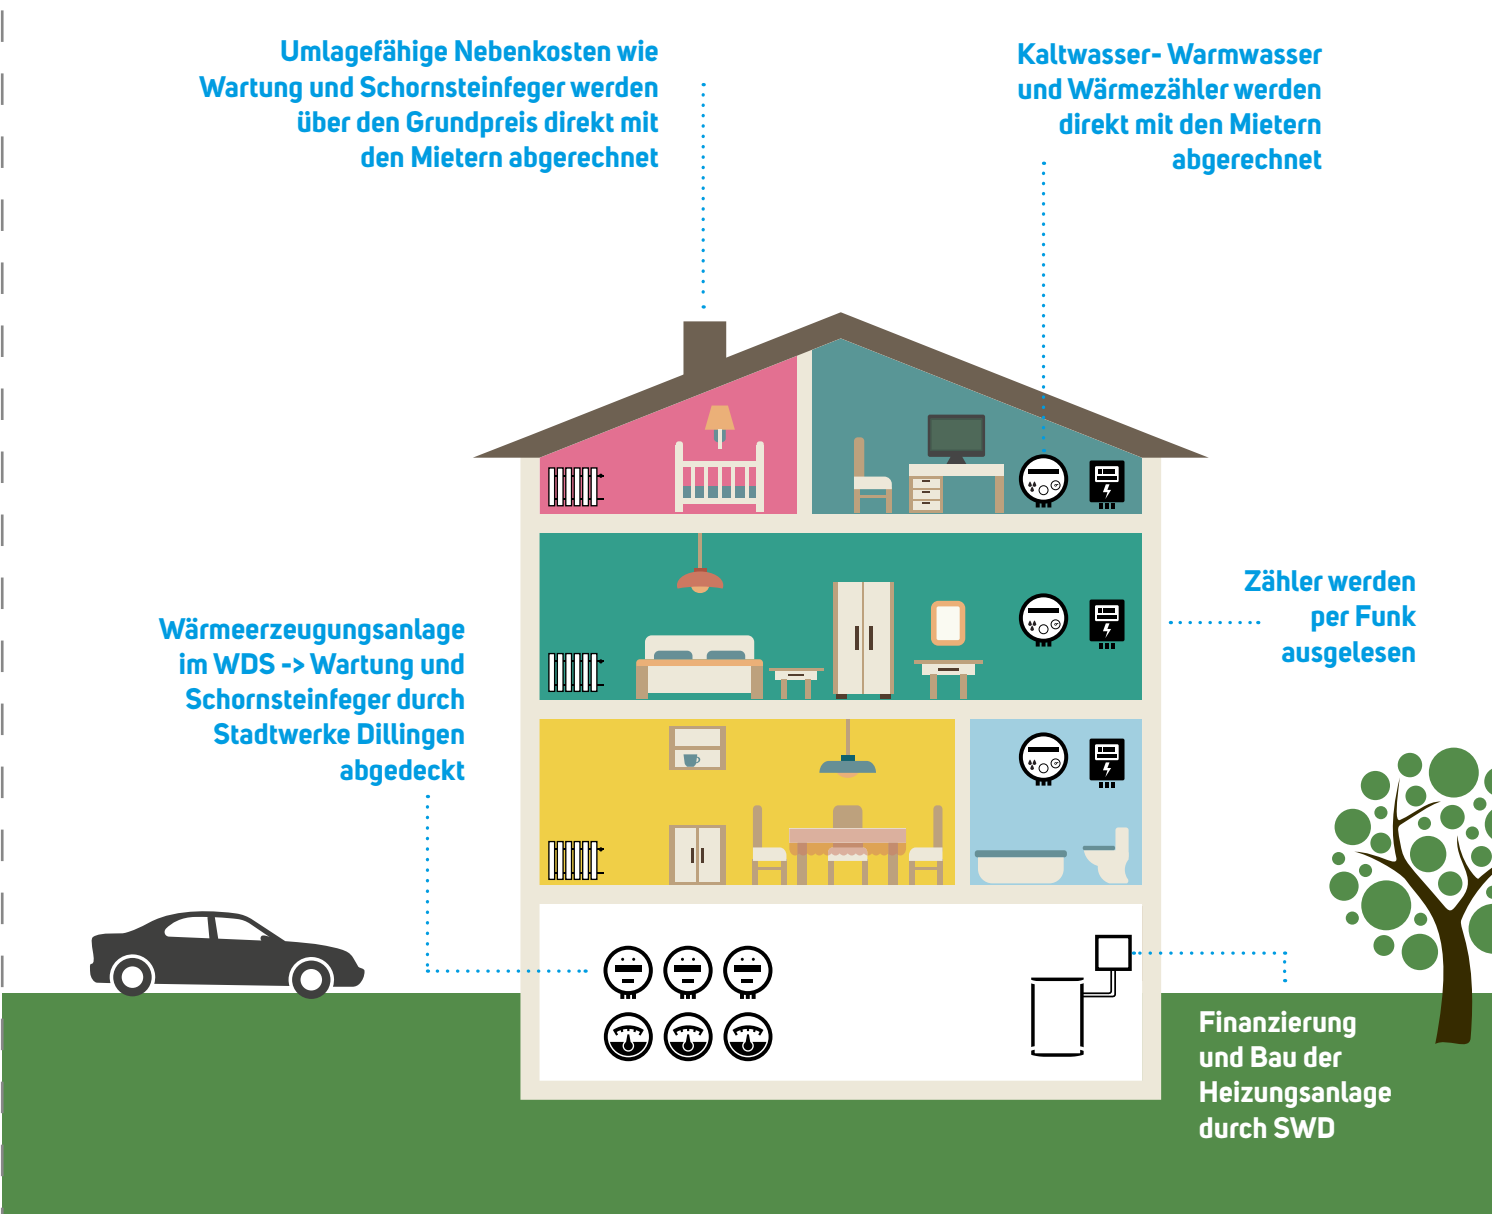 Umlagefähige Nebenkosten wie
Wartung und Schornsteinfeger werden
über den Grundpreis direkt mit
den Mietern abgerechnet
Kaltwasser- Warmwasser
und Wärmezähler werden
direkt mit den Mietern
abgerechnet
Zähler werden
per Funk
ausgelesen
Wärmeerzeugungsanlage
im WDS -> Wartung und
Schornsteinfeger durch
Stadtwerke Dillingen
abgedeckt
Finanzierung
und Bau der
Heizungsanlage
durch SWD